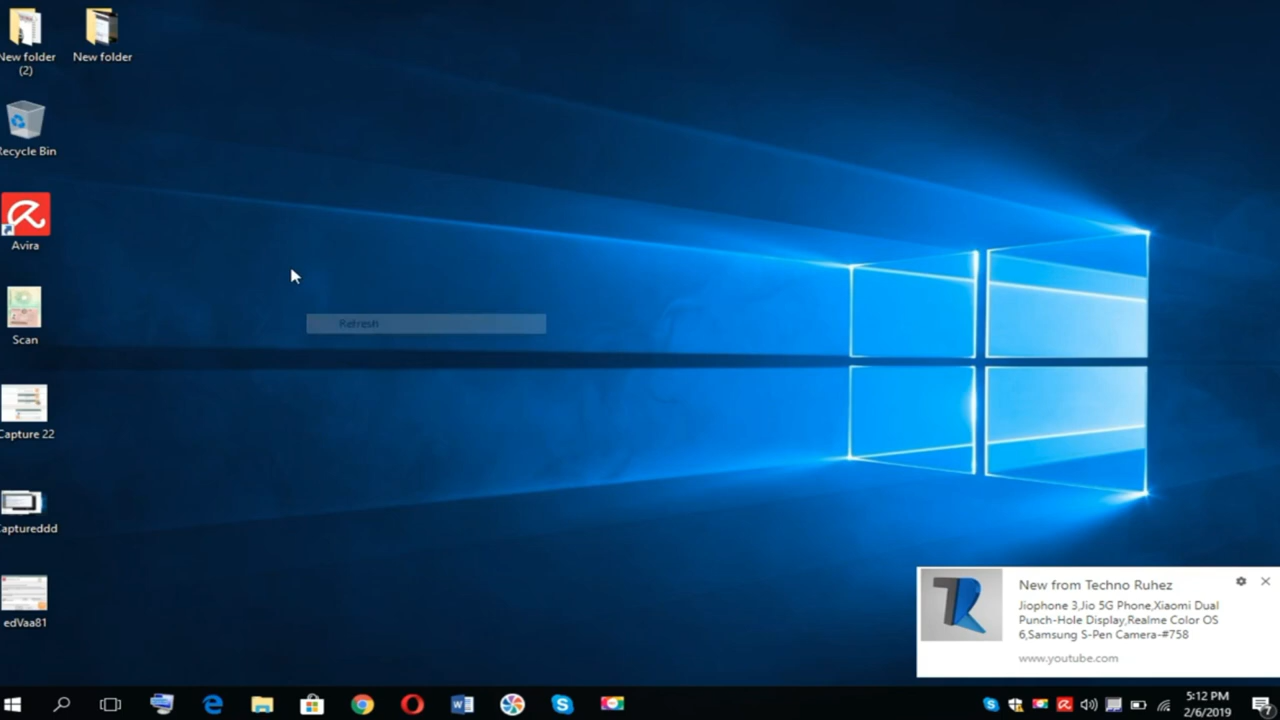 New folder
(2)
New folder
Recycle Bin
Avira
Scan
Capture 22
Captureddd
edVaa81
Refresh
New from Techno Ruhez
Jiophone 3,Jio 5G Phone,Xiaomi Dual
Punch-Hole Display,Realme Color OS
6,Samsung S-Pen Camera-#758
www.youtube.com
5:12 PM
2/6/2019
7